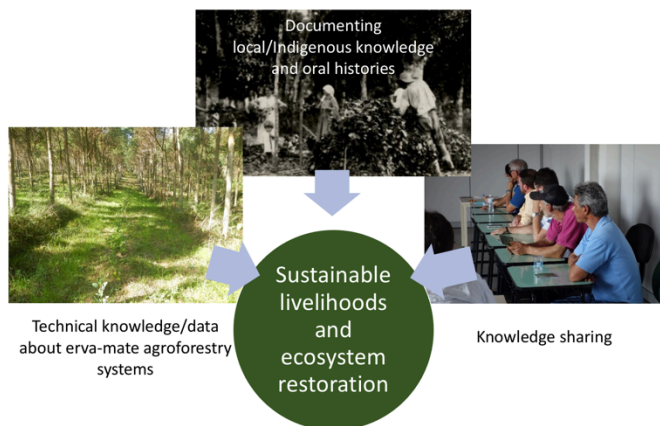 Documenting
local/Indigenous knowledge
and oral histories
Technical knowledge/data
about erva-mate agroforestry
systems
Sustainable
livelihoods
and
ecosystem
restoration
Knowledge sharing